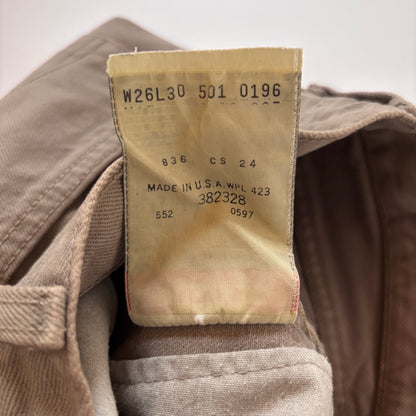 W26L30 501 0196
836 CS 24
MADE IN U.S.A. WPL 423
382328
552 0597